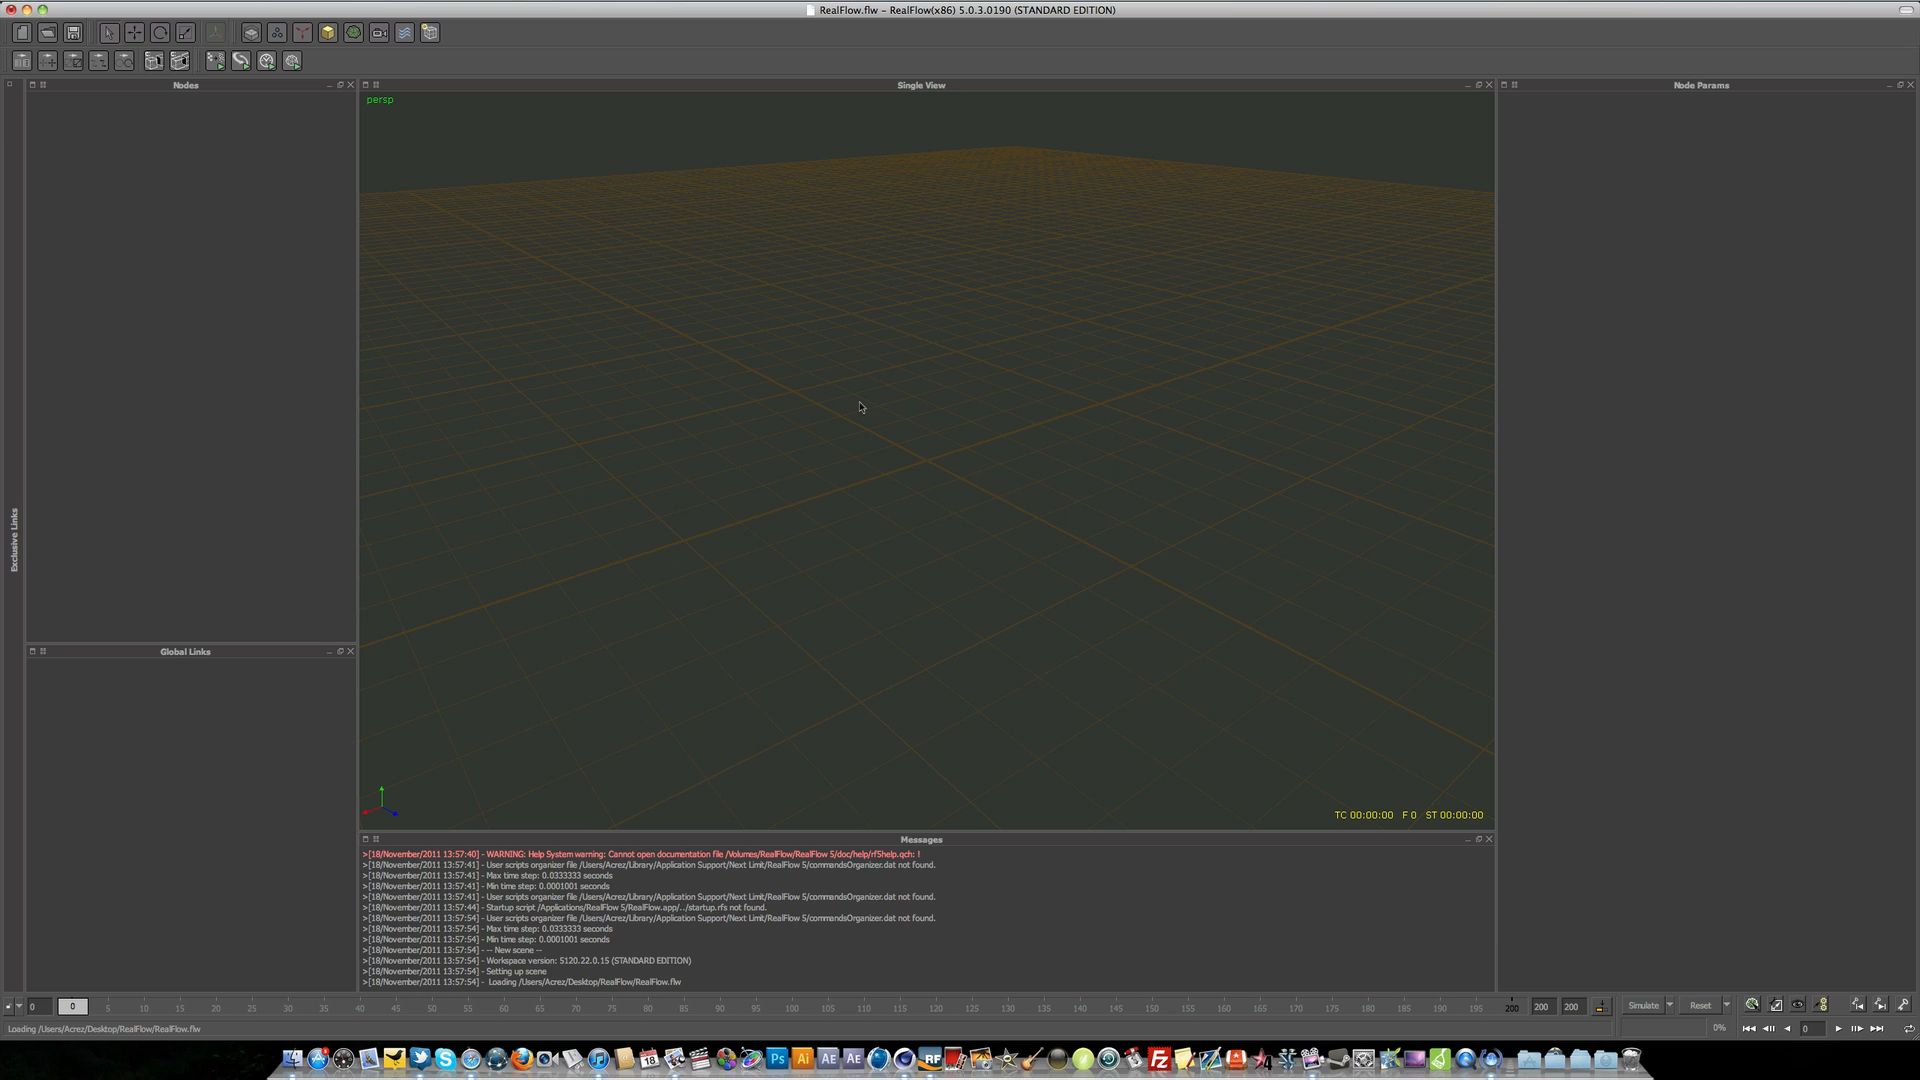 RealFlow.flw - RealFlow(x86) 5.0.3.0190 (STANDARD EDITION)
Nodes
Single View
Node Params
persp
Exclusive Links
Global Links
TC 00:00:00 F 0 ST 00:00:00
Messages
>[18/November/2011 13:57:40] - WARNING: Help System warning: Cannot open documentation file /Volumes/RealFlow/RealFlow 5/doc/help/rf5help.qch: !
>[18/November/2011 13:57:41] - User scripts organizer file /Users/Acrez/Library/Application Support/Next Limit/RealFlow 5/commandsOrganizer.dat not found.
>[18/November/2011 13:57:41] - Max time step: 0.0333333 seconds
>[18/November/2011 13:57:41] - Min time step: 0.0001001 seconds
>[18/November/2011 13:57:41] - User scripts organizer file /Users/Acrez/Library/Application Support/Next Limit/RealFlow 5/commandsOrganizer.dat not found.
>[18/November/2011 13:57:44] - Startup script /Applications/RealFlow 5/RealFlow.app/../startup.rfs not found.
>[18/November/2011 13:57:54] - User scripts organizer file /Users/Acrez/Library/Application Support/Next Limit/RealFlow 5/commandsOrganizer.dat not found.
>[18/November/2011 13:57:54] - Max time step: 0.0333333 seconds
>[18/November/2011 13:57:54] - Min time step: 0.0001001 seconds
>[18/November/2011 13:57:54] - -- New scene --
>[18/November/2011 13:57:54] - Workspace version: 5120.22.0.15 (STANDARD EDITION)
>[18/November/2011 13:57:54] - Setting up scene
>[18/November/2011 13:57:54] - Loading /Users/Acrez/Desktop/RealFlow/RealFlow.flw
0 0 5 10 15 20 25 30 35 40 45 50 55 60 65 70 75 80 85 90 95 100 105 110 115 120 125 130 135 140 145 150 155 160 165 170 175 180 185 190 195 200 200 200 Simulate Reset
Loading /Users/Acrez/Desktop/RealFlow/RealFlow.flw 0% 0
18 Ps Ai AE AE RF FZ 4